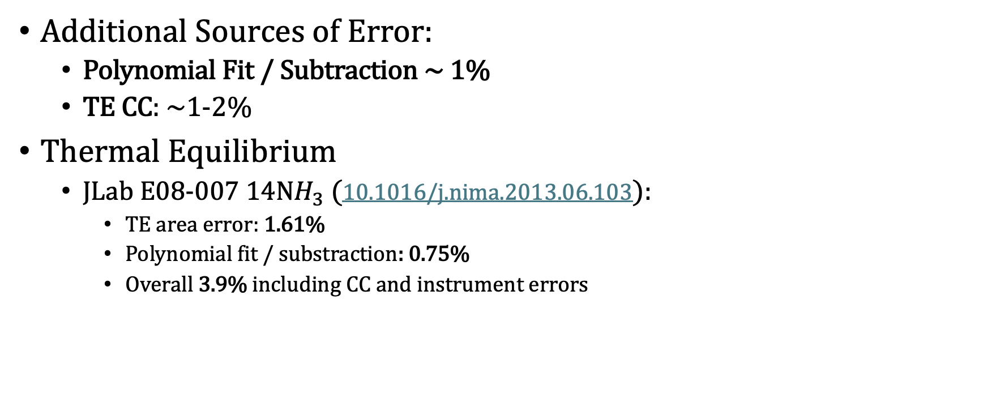 • Additional Sources of Error:
• Polynomial Fit / Subtraction ~ 1%
• TE CC: ~1-2%
• Thermal Equilibrium
• JLab E08-007 14NH₃ (10.1016/j.nima.2013.06.103):
• TE area error: 1.61%
• Polynomial fit / substraction: 0.75%
• Overall 3.9% including CC and instrument errors